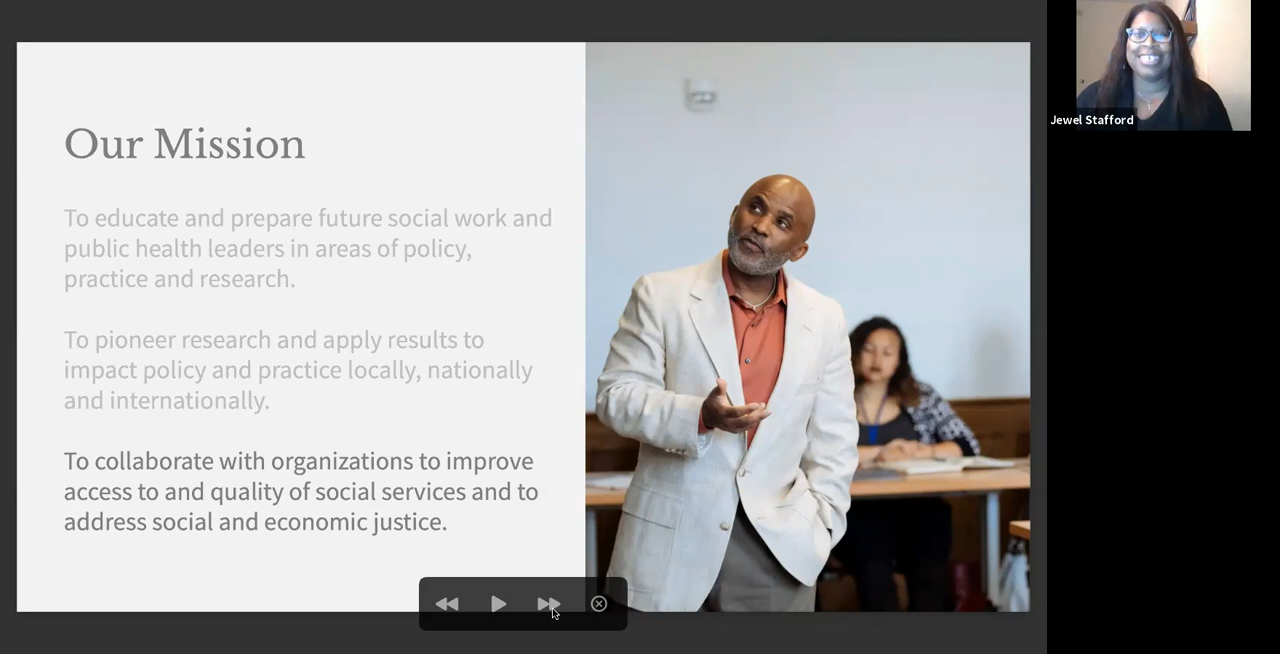 Our Mission
To educate and prepare future social work and
public health leaders in areas of policy,
practice and research.
To pioneer research and apply results to
impact policy and practice locally, nationally
and internationally.
To collaborate with organizations to improve
access to and quality of social services and to
address social and economic justice.
Jewel Stafford